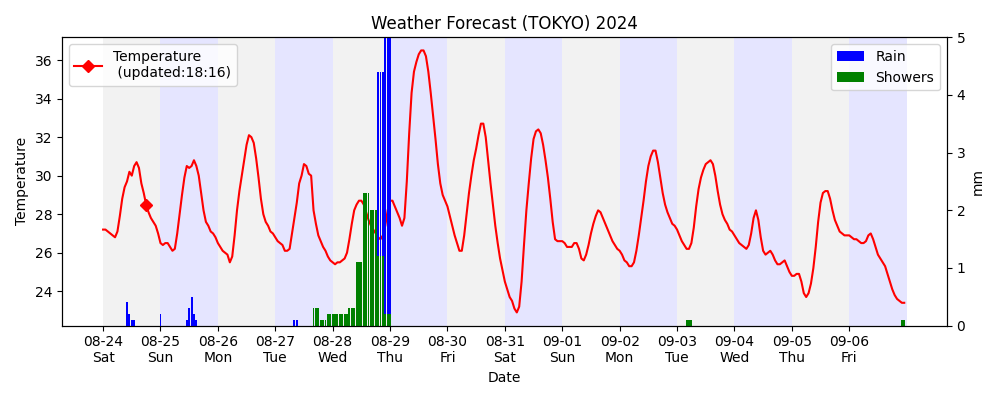 Weather Forecast (TOKYO) 2024
Temperature
(updated:18:16)
Rain
Showers
Temperature
36
34
32
30
28
26
24
5
4
3
2
1
0
mm
08-24 08-25 08-26 08-27 08-28 08-29 08-30 08-31 09-01 09-02 09-03 09-04 09-05 09-06
Sat Sun Mon Tue Wed Thu Fri Sat Sun Mon Tue Wed Thu Fri
Date